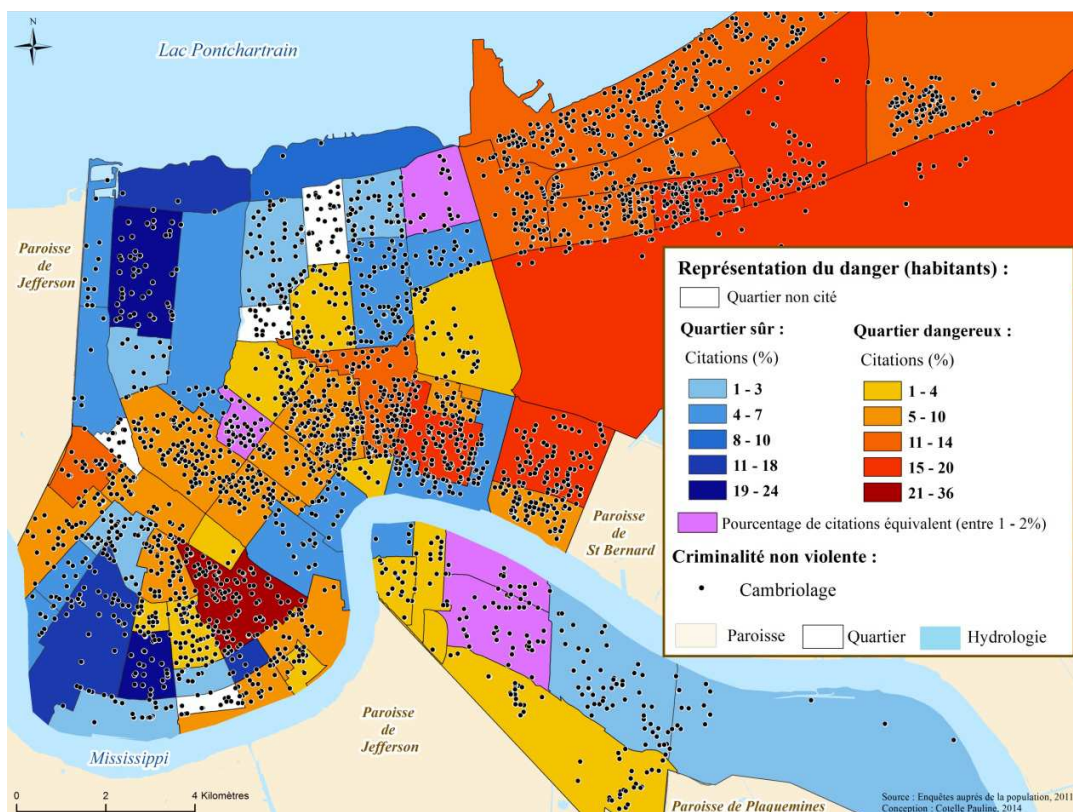 N
Lac Pontchartrain
Paroisse
de
Jefferson
Représentation du danger (habitants) :
Quartier non cité
Quartier sûr :
Citations (%)
1 - 3
4 - 7
8 - 10
11 - 18
19 - 24
Quartier dangereux :
Citations (%)
1 - 4
5 - 10
11 - 14
15 - 20
21 - 36
Pourcentage de citations équivalent (entre 1 - 2%)
Criminalité non violente :
Cambriolage
Paroisse
Quartier
Hydrologie
Paroisse
de
St Bernard
Paroisse
de
Jefferson
Mississippi
0 2 4 Kilomètres
Paroisse de Plaquemines
Source : Enquêtes auprès de la population, 2011
Conception : Cotelle Pauline, 2014